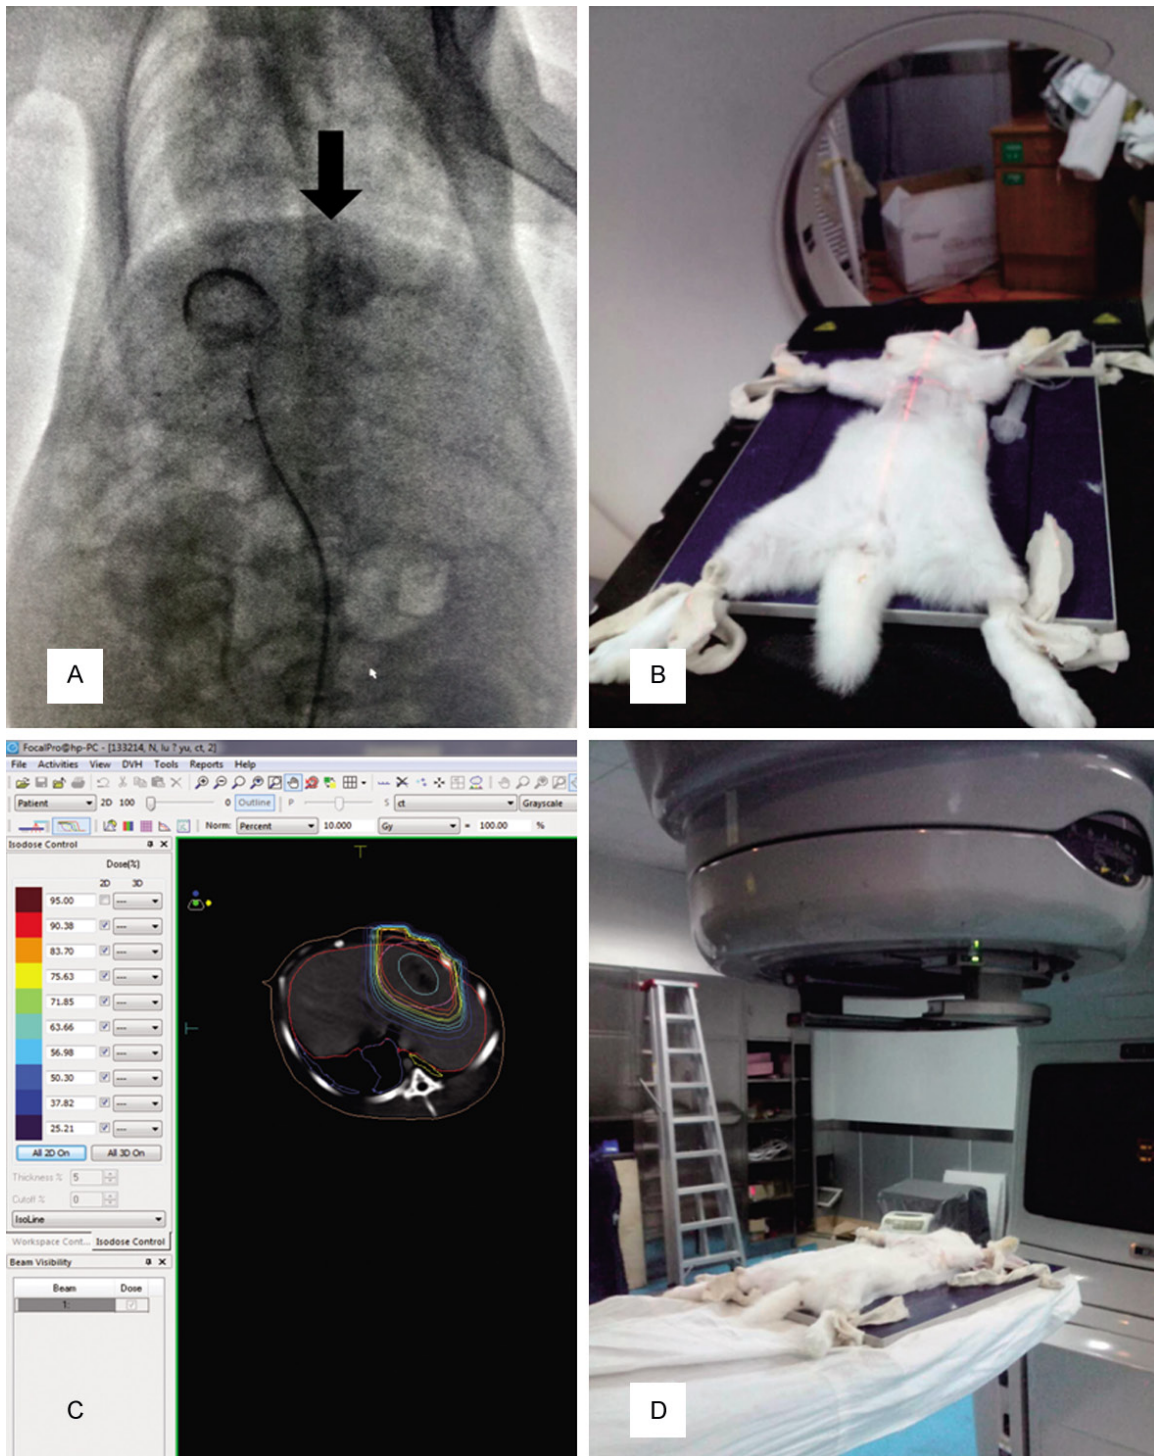 A
B
FocalPro@hp-PC - [133214, N, lu ? yu, ct, 2]
File Activities View DVH Tools Reports Help
Patient 2D 100 0 Outline P S ct Grayscale
Norm: Percent 10.000 Gy = 100.00 %
Isodose Control
Dose(%)
2D 3D
95.00 ---
90.38 ---
83.70 ---
75.63 ---
71.85 ---
63.66 ---
56.98 ---
50.30 ---
37.82 ---
25.21 ---
All 2D On All 3D On
Thickness % 5
Cutoff % 0
IsoLine
Workspace Cont... Isodose Control
Beam Visibility
Beam Dose
1:
C
D